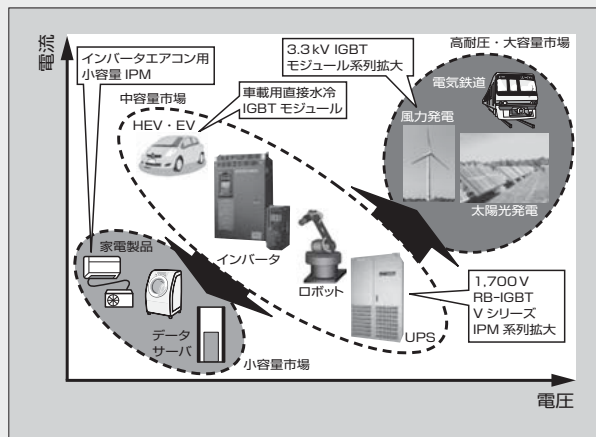 電流
インバータエアコン用
小容量 IPM
3.3 kV IGBT
モジュール系列拡大
高耐圧・大容量市場
電気鉄道
中容量市場
車載用直接水冷
IGBT モジュール
HEV・EV
風力発電
太陽光発電
家電製品
インバータ
ロボット
1,700 V
RB-IGBT
V シリーズ
IPM 系列拡大
データ
サーバ
UPS
小容量市場
電圧